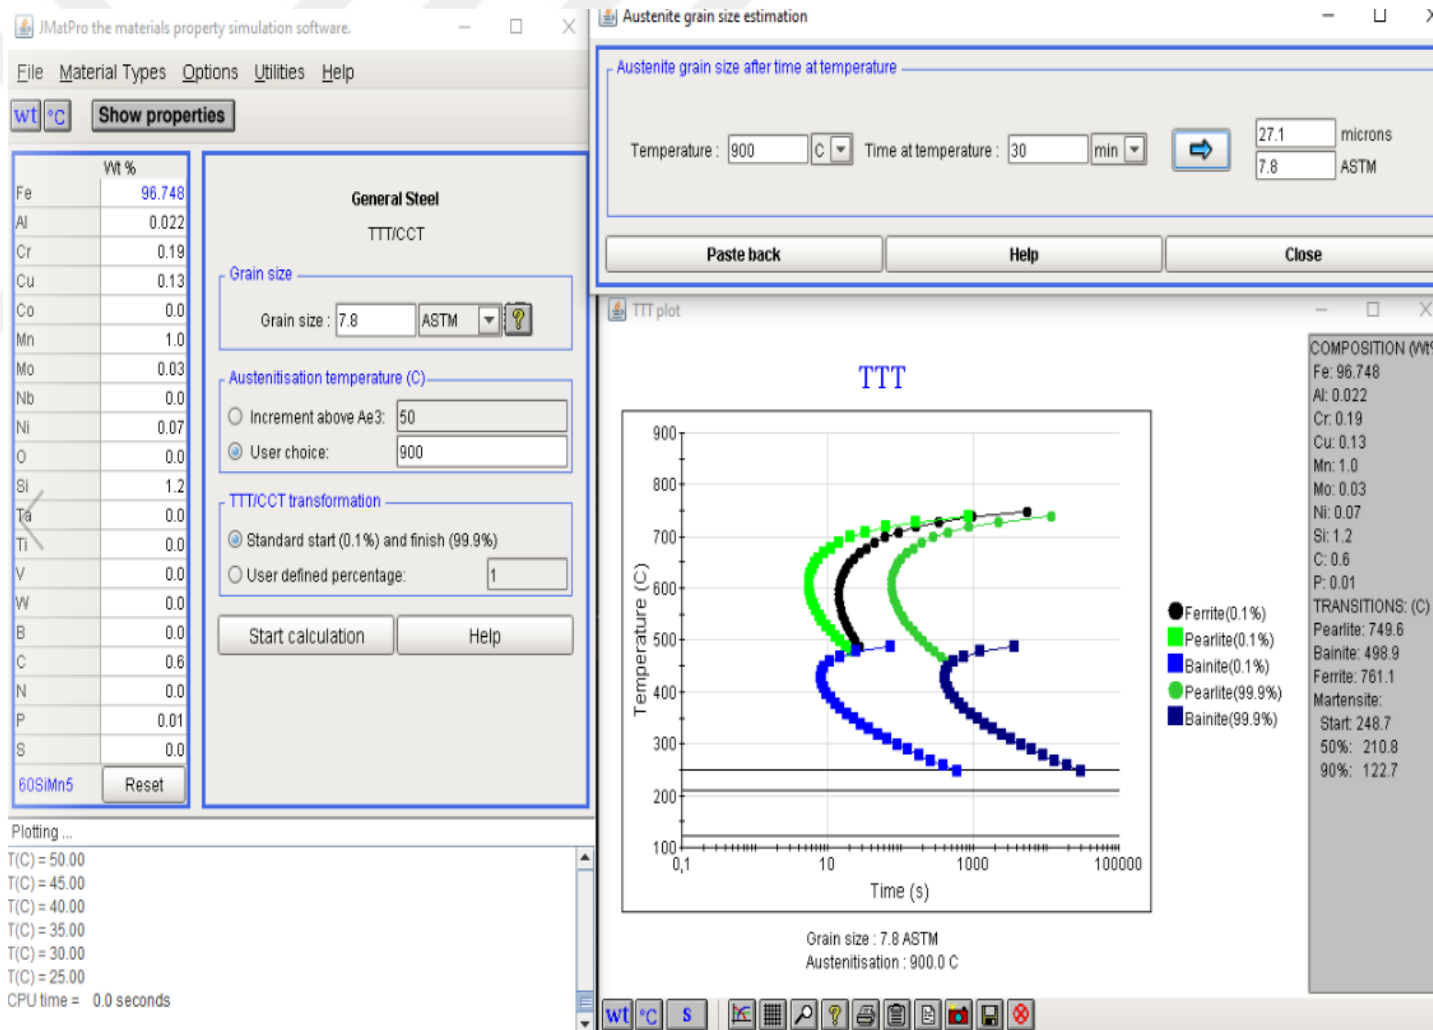 JMatPro the materials property simulation software.
File Material Types Options Utilities Help
wt °C Show properties
Wt %
Fe 96.748
Al 0.022
Cr 0.19
Cu 0.13
Co 0.0
Mn 1.0
Mo 0.03
Nb 0.0
Ni 0.07
O 0.0
Si 1.2
Ta 0.0
Ti 0.0
V 0.0
W 0.0
B 0.0
C 0.6
N 0.0
P 0.01
S 0.0
60SiMn5 Reset
General Steel
TTT/CCT
Grain size
Grain size : 7.8 ASTM ?
Austenitisation temperature (C)
Increment above Ae3: 50
User choice: 900
TTT/CCT transformation
Standard start (0.1%) and finish (99.9%)
User defined percentage: 1
Start calculation Help
Plotting ...
T(C) = 50.00
T(C) = 45.00
T(C) = 40.00
T(C) = 35.00
T(C) = 30.00
T(C) = 25.00
CPU time = 0.0 seconds
Austenite grain size estimation
Austenite grain size after time at temperature
Temperature : 900 C Time at temperature : 30 min
27.1 microns
7.8 ASTM
Paste back Help Close
TTT plot
TTT
900
800
700
600
500
400
300
200
100
Temperature (C)
0,1 10 1000 100000
Time (s)
Ferrite(0.1%)
Pearlite(0.1%)
Bainite(0.1%)
Pearlite(99.9%)
Bainite(99.9%)
Grain size : 7.8 ASTM
Austenitisation : 900.0 C
COMPOSITION (Wt%
Fe: 96.748
Al: 0.022
Cr: 0.19
Cu: 0.13
Mn: 1.0
Mo: 0.03
Ni: 0.07
Si: 1.2
C: 0.6
P: 0.01
TRANSITIONS: (C)
Pearlite: 749.6
Bainite: 498.9
Ferrite: 761.1
Martensite:
Start: 248.7
50%: 210.8
90%: 122.7
wt °C s ?